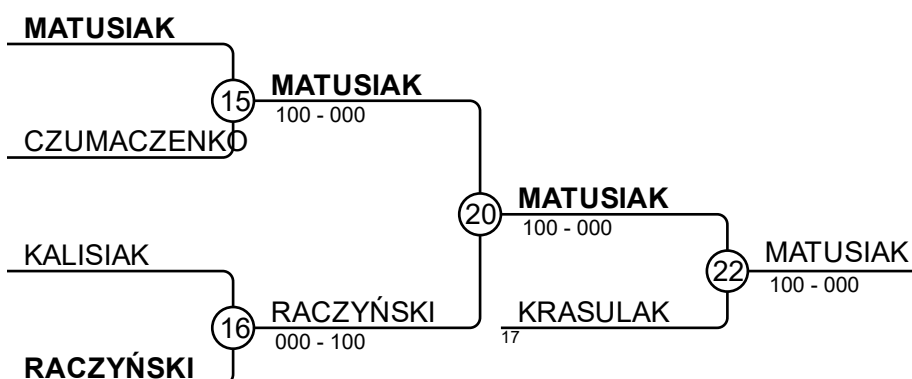 MATUSIAK
15
MATUSIAK
100 - 000
CZUMACZENKO
20
MATUSIAK
100 - 000
KALISIAK
22
MATUSIAK
100 - 000
16
RACZYŃSKI
000 - 100
KRASULAK
17
RACZYŃSKI